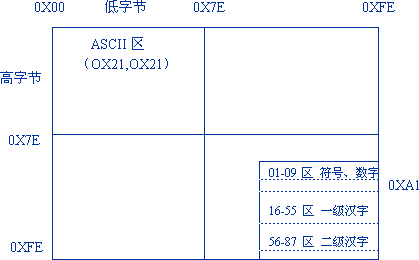 0X00 低字节 0X7E 0XFE
ASCII 区
（OX21,OX21）
高字节
0X7E
01-09 区 符号、数字
0XA1
16-55 区 一级汉字
56-87 区 二级汉字
0XFE